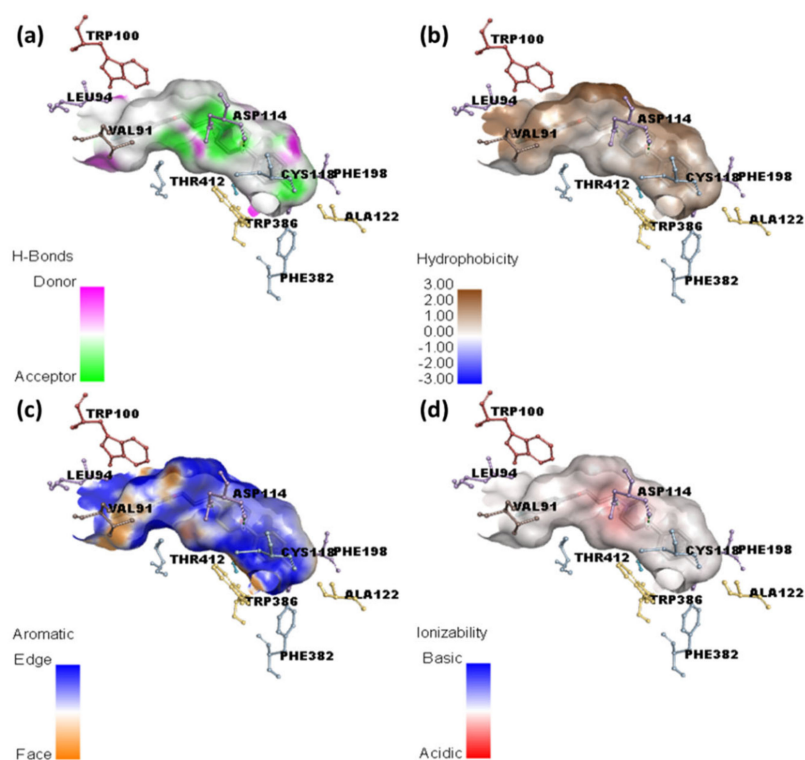 (a)
TRP100
LEU94
VAL91
ASP114
THR412
CYS118
PHE198
TRP386
ALA122
PHE382
H-Bonds
Donor
Acceptor
(b)
TRP100
LEU94
VAL91
ASP114
THR412
CYS118
PHE198
TRP386
ALA122
PHE382
Hydrophobicity
3.00
2.00
1.00
0.00
-1.00
-2.00
-3.00
(c)
TRP100
LEU94
VAL91
ASP114
THR412
CYS118
PHE198
TRP386
ALA122
PHE382
Aromatic
Edge
Face
(d)
TRP100
LEU94
VAL91
ASP114
THR412
CYS118
PHE198
TRP386
ALA122
PHE382
Ionizability
Basic
Acidic